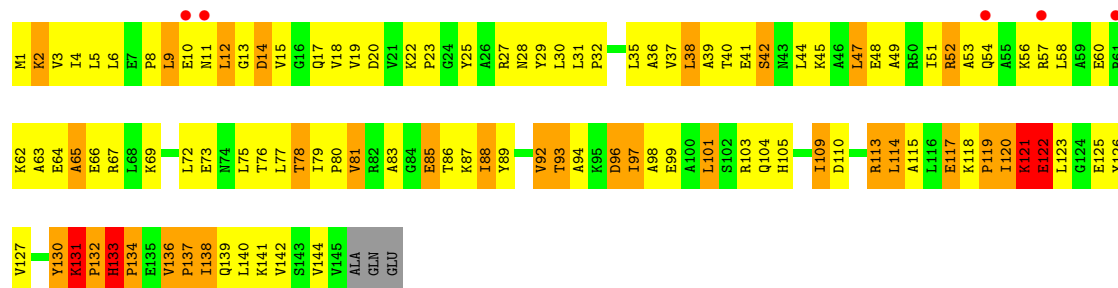 M1 K2 V3 I4 L5 L6 E7 P8 L9 E10 N11 L12 G13 D14 V15 G16 Q17 V18 V19 D20 V21 K22 P23 G24 Y25 A26 R27 N28 Y29 L30 L31 P32 L35 A36 V37 L38 A39 T40 E41 S42 N43 L44 K45 A46 L47 E48 A49 R50 I51 R52 A53 Q54 A55 K56 R57 L58 A59 E60 R61
K62 A63 E64 A65 E66 R67 L68 K69 L72 E73 N74 L75 T76 L77 T78 I79 P80 V81 R82 A83 G84 E85 T86 K87 I88 Y89 V92 T93 A94 K95 D96 I97 A98 E99 A100 L101 S102 R103 Q104 H105 I109 D110 R113 L114 A115 L116 E117 K118 P119 I120 K121 E122 L123 G124 E125 Y126
V127 Y130 K131 P132 H133 P134 E135 V136 P137 I138 Q139 L140 K141 V142 S143 V144 V145 ALA GLN GLU